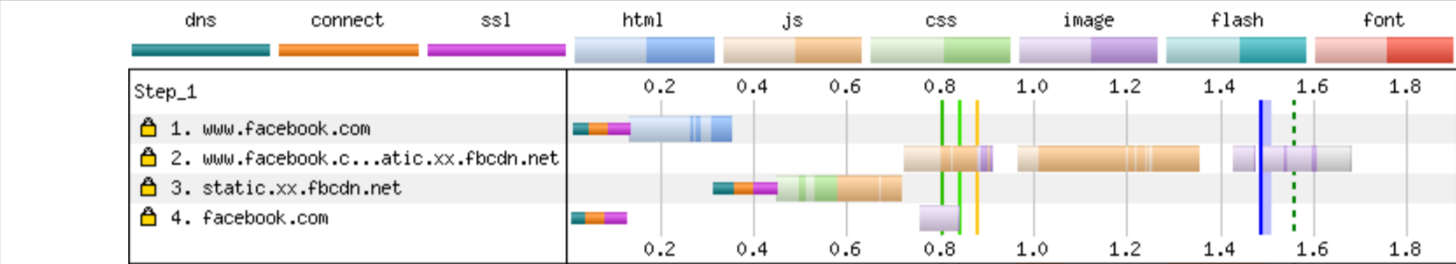 dns connect ssl html js css image flash font
Step_1 0.2 0.4 0.6 0.8 1.0 1.2 1.4 1.6 1.8
1. www.facebook.com
2. www.facebook.c...atic.xx.fbcdn.net
3. static.xx.fbcdn.net
4. facebook.com
0.2 0.4 0.6 0.8 1.0 1.2 1.4 1.6 1.8